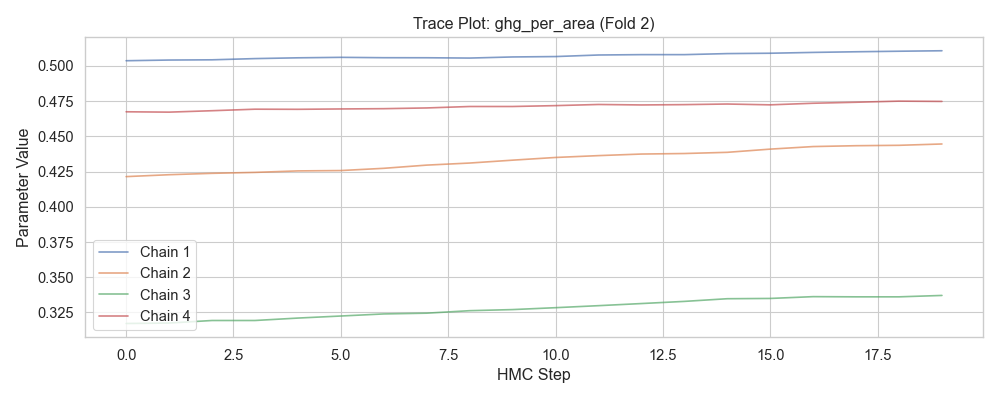 Trace Plot: ghg_per_area (Fold 2)
Parameter Value
0.500
0.475
0.450
0.425
0.400
0.375
0.350
0.325
Chain 1
Chain 2
Chain 3
Chain 4
0.0 2.5 5.0 7.5 10.0 12.5 15.0 17.5
HMC Step